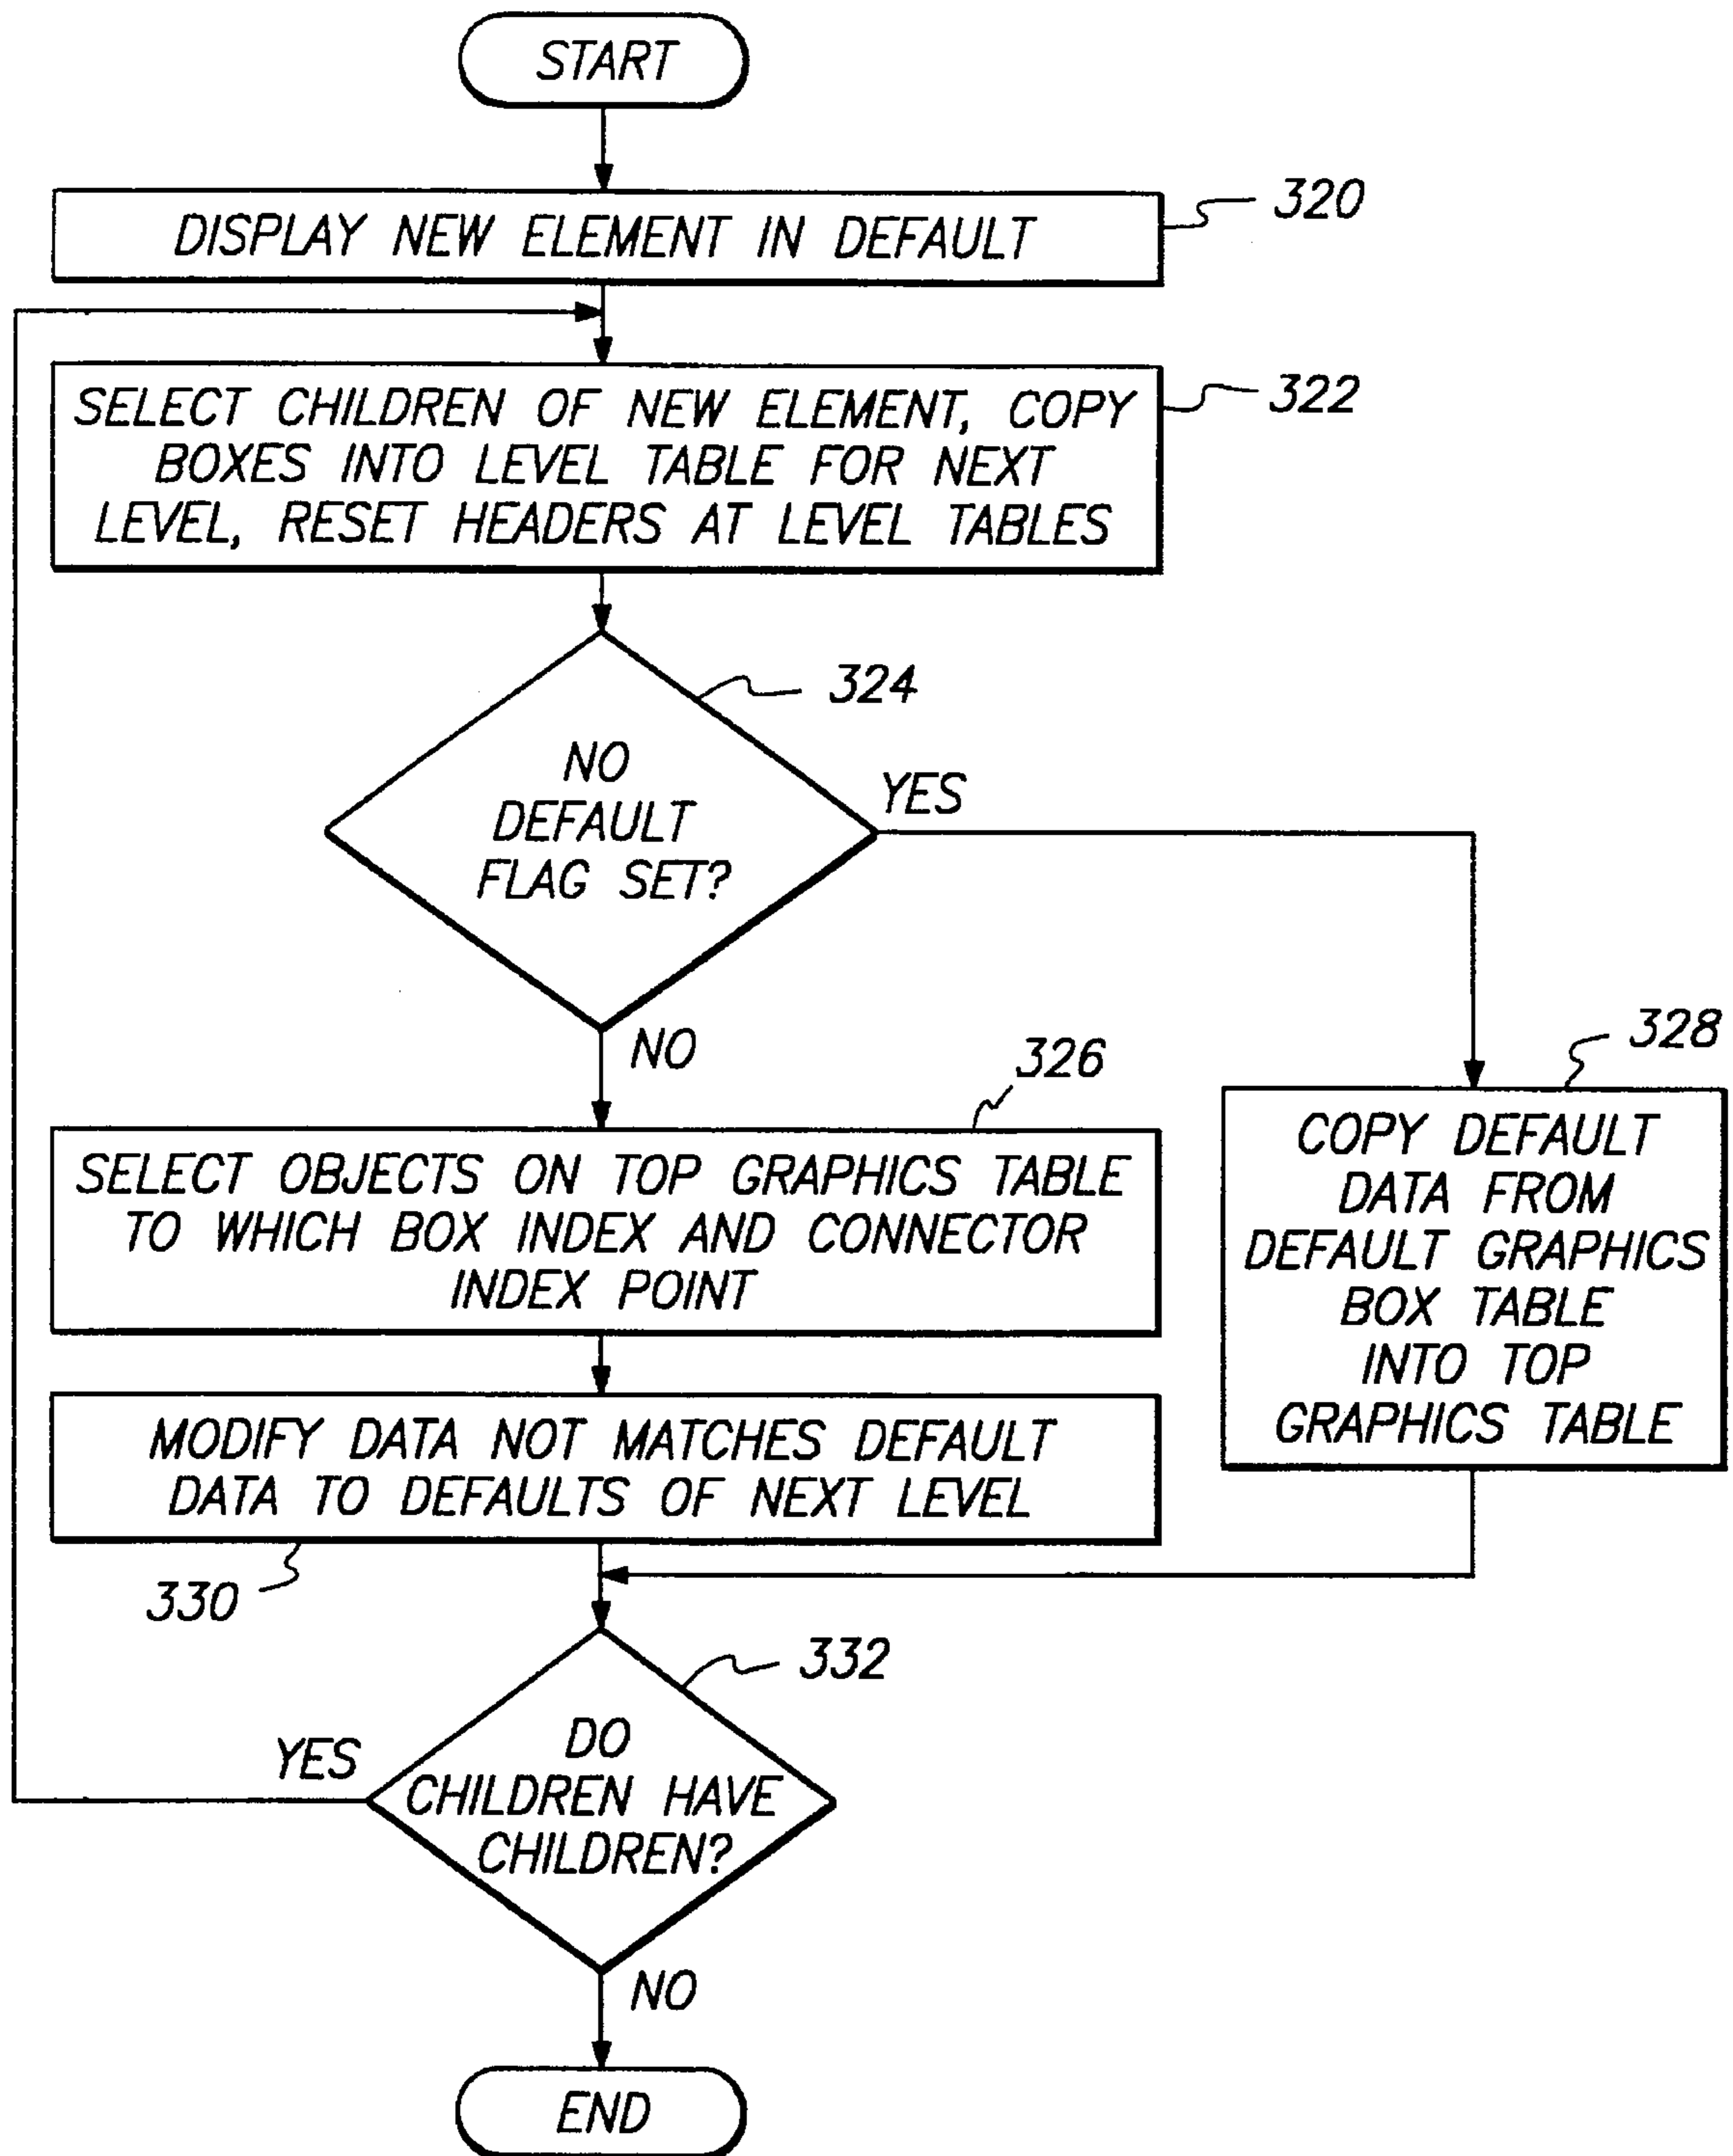 START
DISPLAY NEW ELEMENT IN DEFAULT
320
SELECT CHILDREN OF NEW ELEMENT, COPY
BOXES INTO LEVEL TABLE FOR NEXT
LEVEL, RESET HEADERS AT LEVEL TABLES
322
324
NO
DEFAULT
FLAG SET?
YES
NO
326
SELECT OBJECTS ON TOP GRAPHICS TABLE
TO WHICH BOX INDEX AND CONNECTOR
INDEX POINT
328
COPY DEFAULT
DATA FROM
DEFAULT GRAPHICS
BOX TABLE
INTO TOP
GRAPHICS TABLE
MODIFY DATA NOT MATCHES DEFAULT
DATA TO DEFAULTS OF NEXT LEVEL
330
332
DO
CHILDREN HAVE
CHILDREN?
YES
NO
END